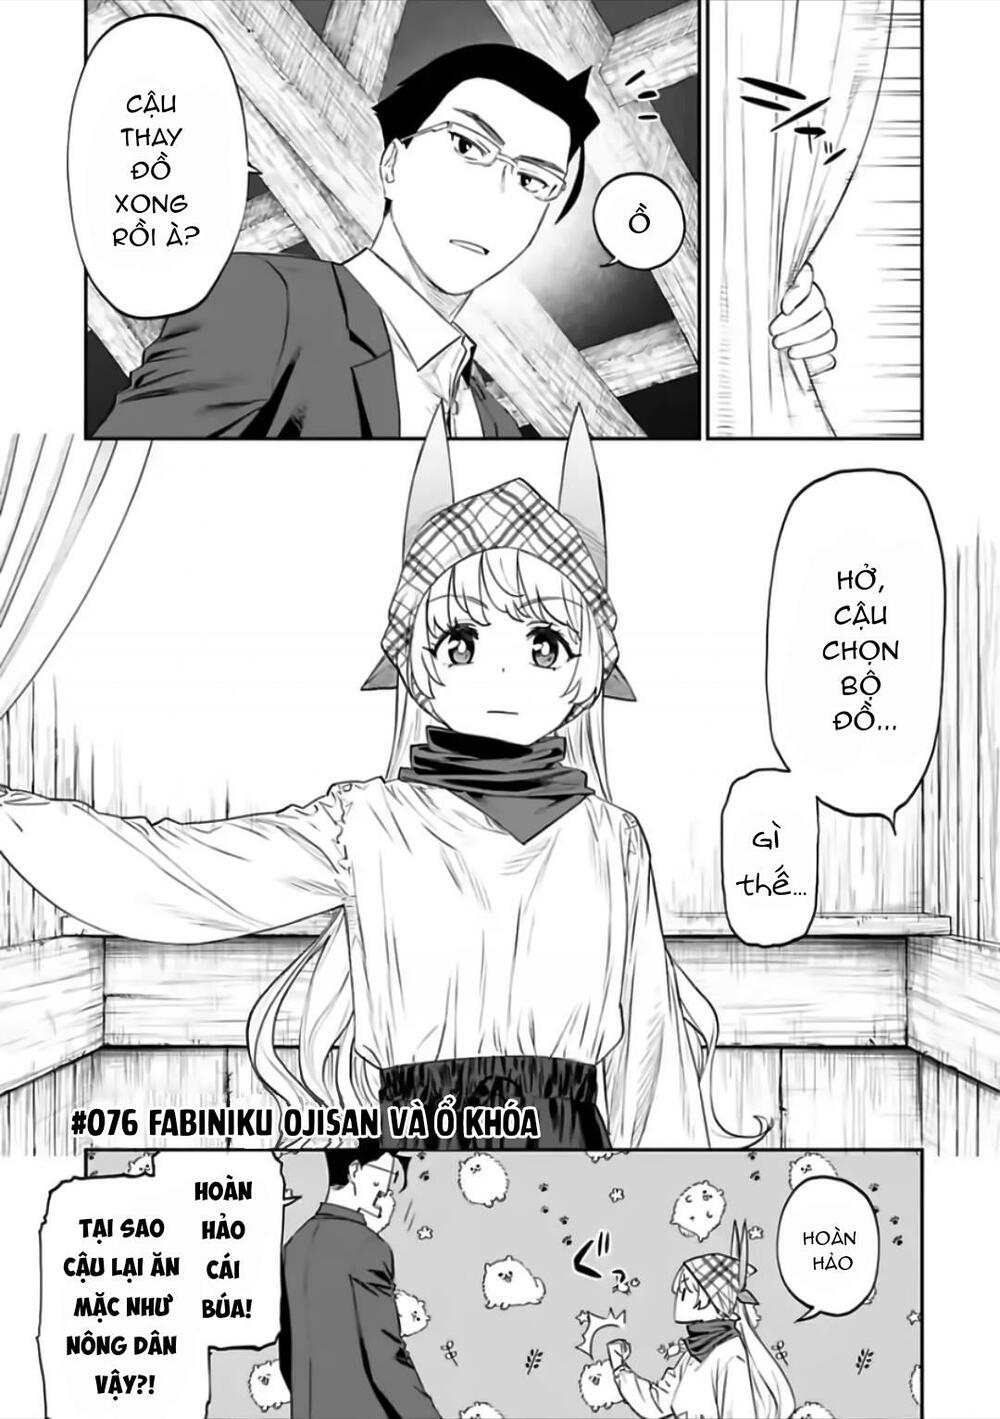 Ồ
CẬU
THAY
ĐỒ
XONG
RỒI À?
HỞ,
CẬU
CHỌN
BỘ
ĐỒ...
GÌ
THẾ...
#076 FABINIKU OJISAN VÀ Ổ KHÓA
HOÀN
HẢO
HOÀN
HẢO
CÁI
BÚA!
TẠI SAO
CẬU LẠI ĂN
MẶC NHƯ
NÔNG DÂN
VẬY?!